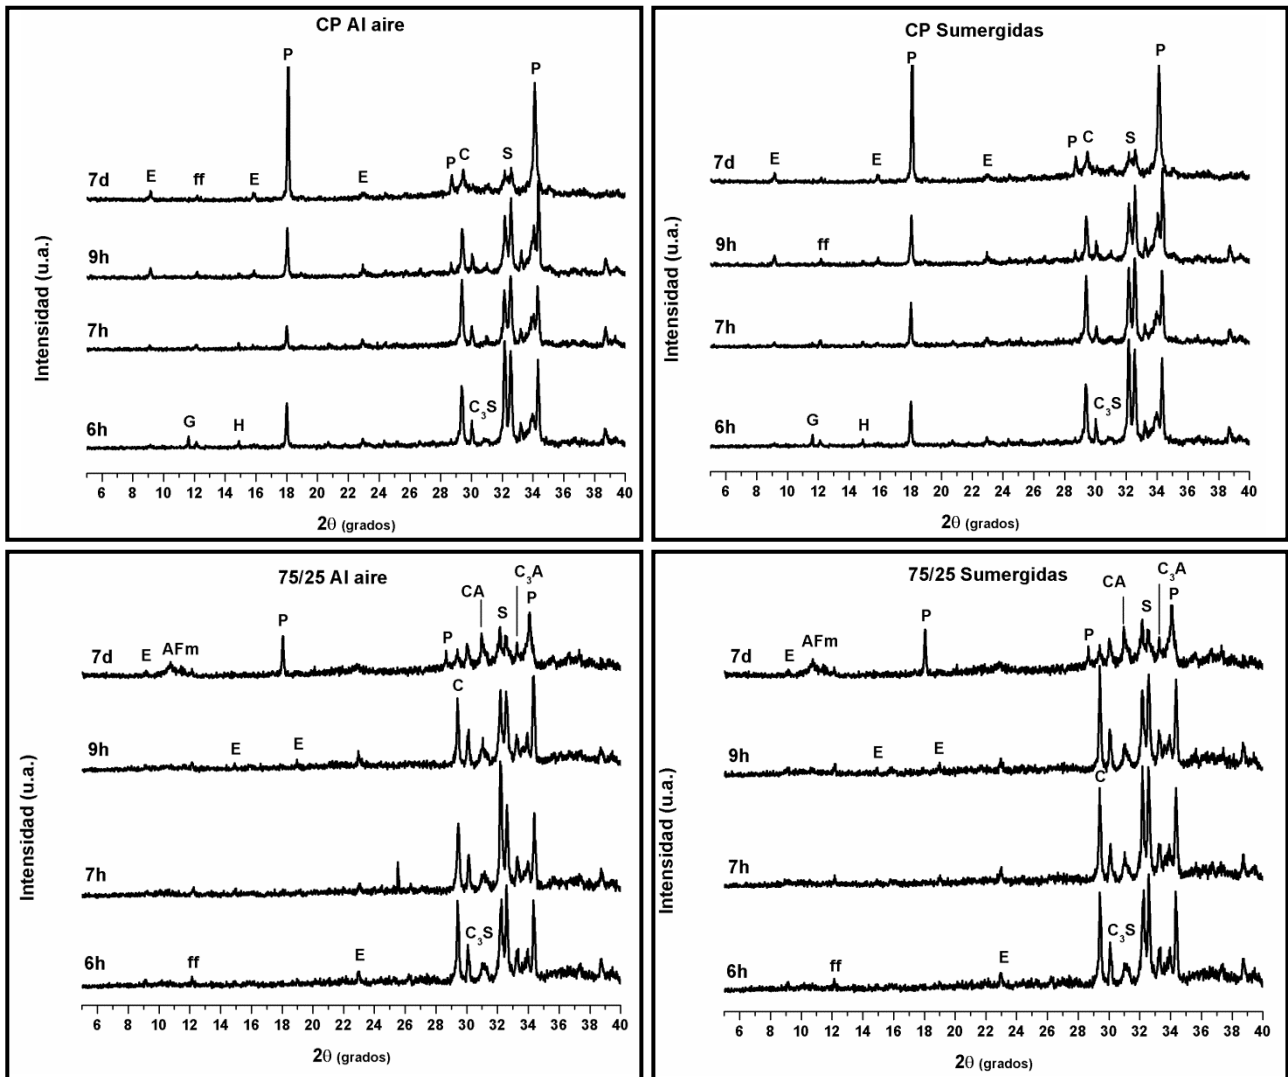 CP Al aire
P
P
P
C
S
7d
E
ff
E
E
9h
7h
6h
G
H
C3S
Intensidad (u.a.)
6 8 10 12 14 16 18 20 22 24 26 28 30 32 34 36 38 40
2θ (grados)
CP Sumergidas
P
P
P
C
S
7d
E
E
E
9h
ff
7h
6h
G
H
C3S
Intensidad (u.a.)
6 8 10 12 14 16 18 20 22 24 26 28 30 32 34 36 38 40
2θ (grados)
75/25 Al aire
C3A
CA
P
S
P
P
7d
E
AFm
C
9h
E
E
7h
6h
ff
E
C3S
Intensidad (u.a.)
6 8 10 12 14 16 18 20 22 24 26 28 30 32 34 36 38 40
2θ (grados)
75/25 Sumergidas
C3A
CA
P
S
P
P
7d
E
AFm
9h
E
E
C
7h
6h
ff
E
C3S
Intensidad (u.a.)
6 8 10 12 14 16 18 20 22 24 26 28 30 32 34 36 38 40
2θ (grados)